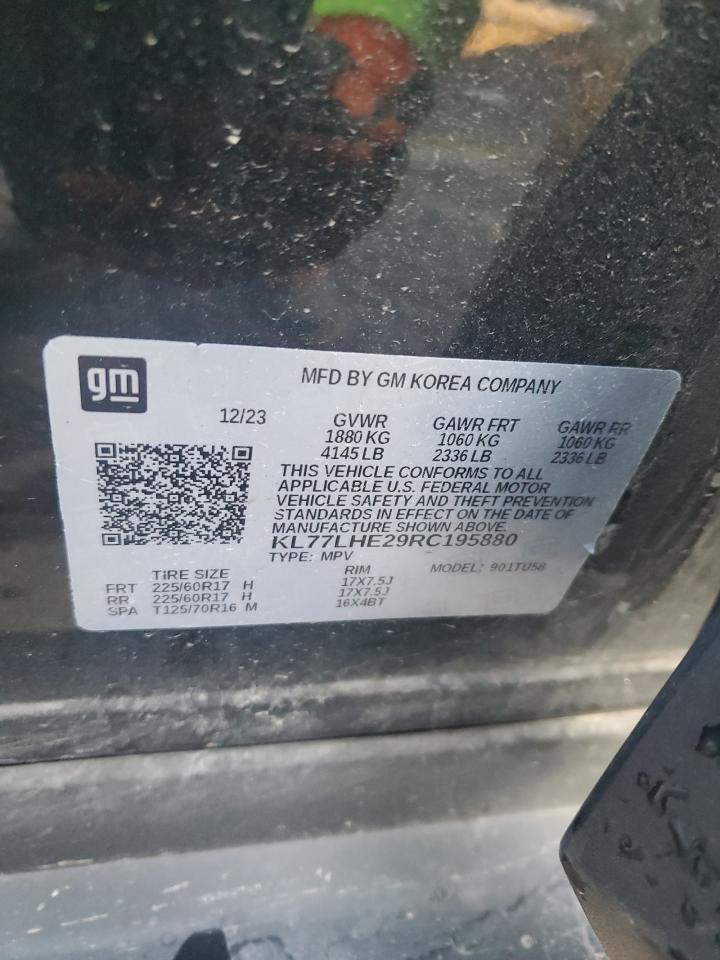 gm
MFD BY GM KOREA COMPANY
12/23
GVWR GAWR FRT GAWR RR
1880 KG 1060 KG 1060 KG
4145 LB 2336 LB 2336 LB
THIS VEHICLE CONFORMS TO ALL
APPLICABLE U.S. FEDERAL MOTOR
VEHICLE SAFETY AND THEFT PREVENTION
STANDARDS IN EFFECT ON THE DATE OF
MANUFACTURE SHOWN ABOVE.
KL77LHE29RC195880
TYPE: MPV MODEL: 901TU58
TIRE SIZE RIM
FRT 225/60R17 H 17X7.5J
RR 225/60R17 H 17X7.5J
SPA T125/70R16 M 16X4BT